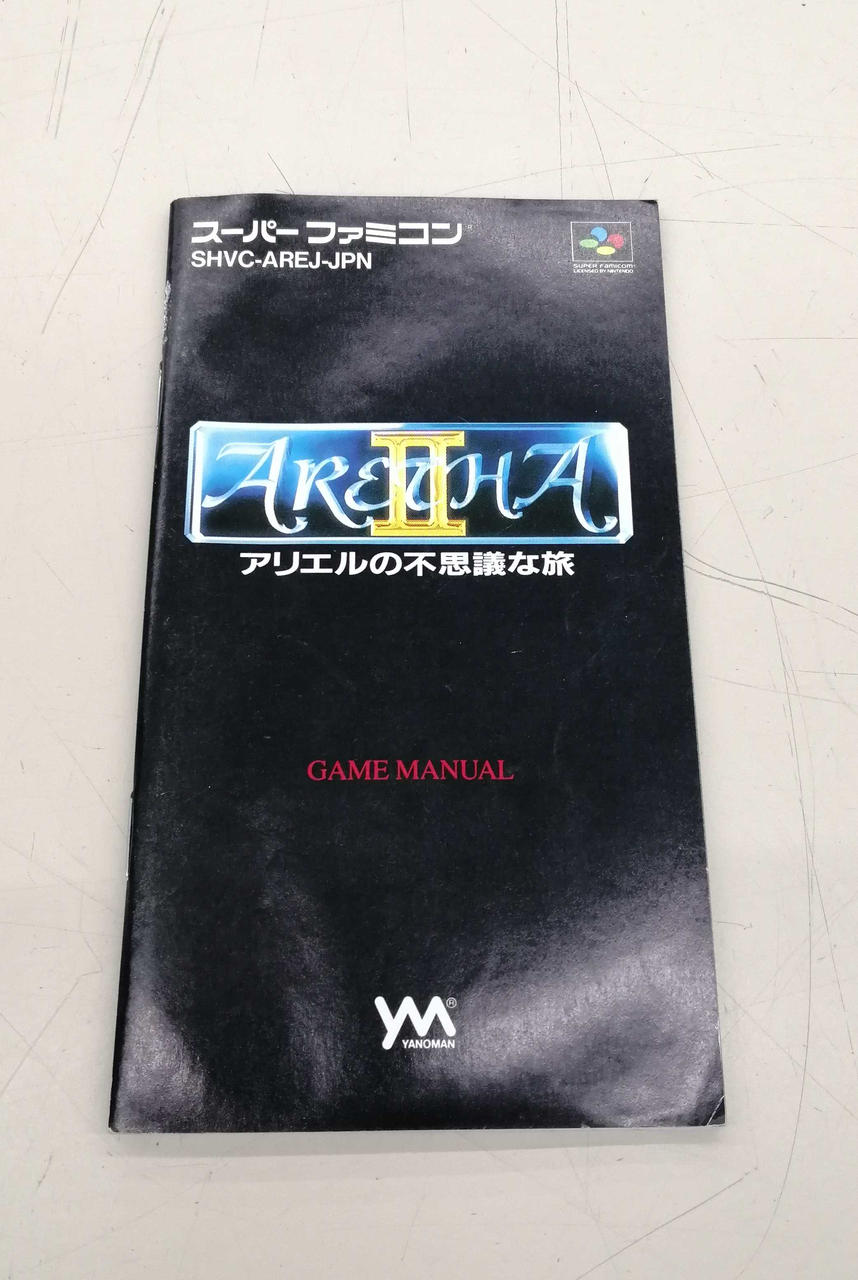 スーパーファミコン®
SHVC-AREJ-JPN
SUPER FAMICOM
LICENSED BY NINTENDO
ARETHA II
アリエルの不思議な旅
GAME MANUAL
YM®
YANOMAN